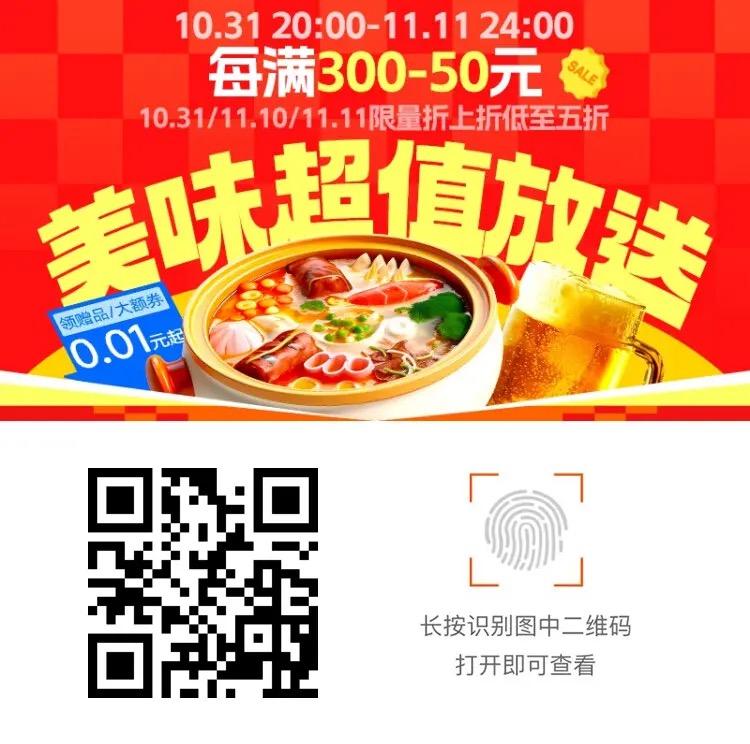 10.31 20:00-11.11 24:00
每满300-50元
SALE
10.31/11.10/11.11限量折上折低至五折
美味超值放送
领赠品/大额券
0.01元起
长按识别图中二维码
打开即可查看